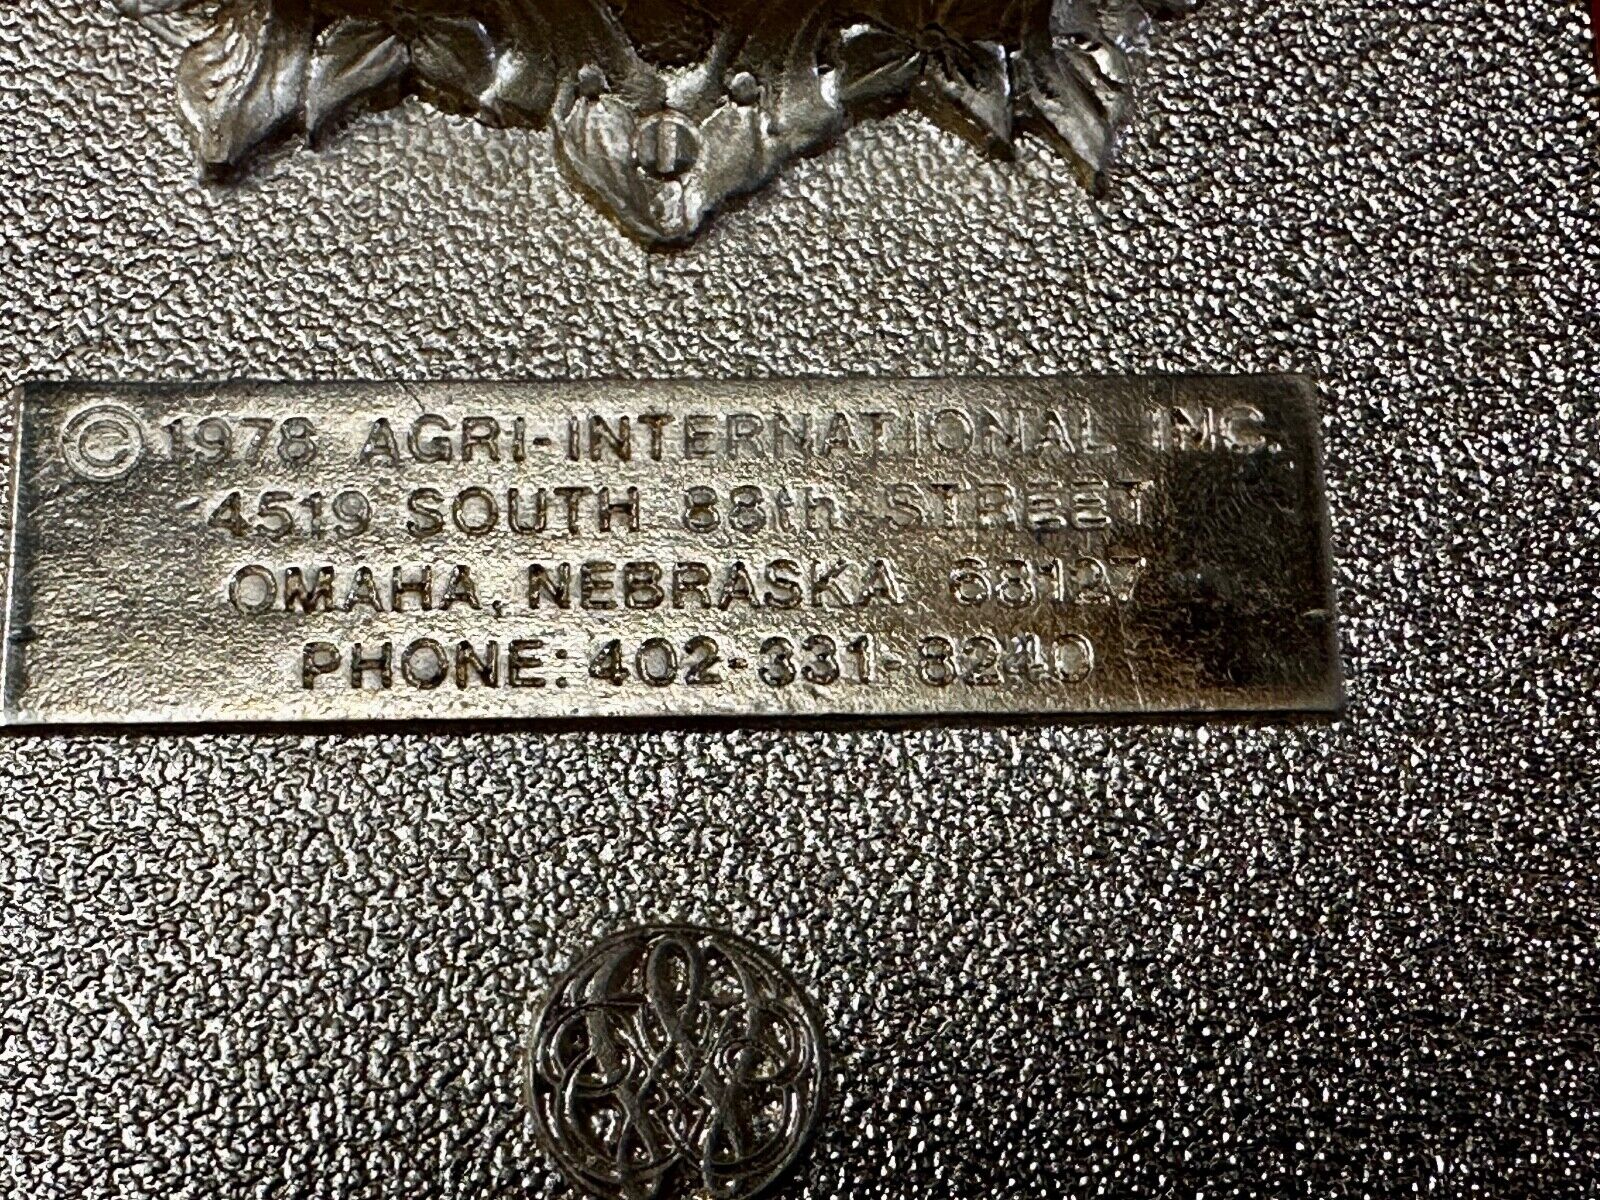 © 1978 AGRI-INTERNATIONAL INC.
4519 SOUTH 88th STREET
OMAHA, NEBRASKA 68127
PHONE: 402-331-8240